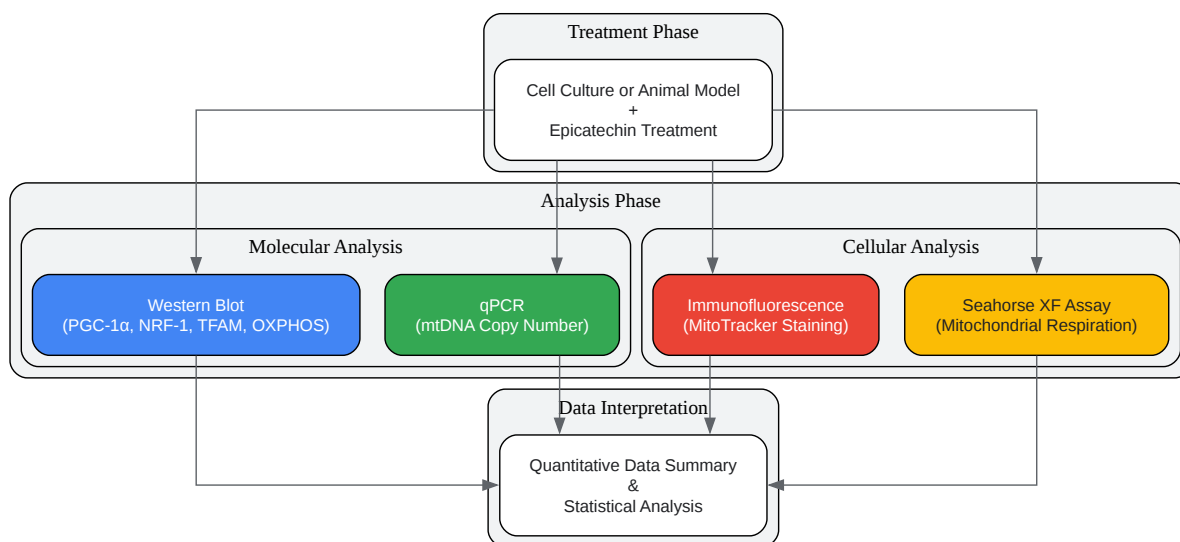 Treatment Phase
Cell Culture or Animal Model
+
Epicatechin Treatment
Analysis Phase
Molecular Analysis
Western Blot
(PGC-1α, NRF-1, TFAM, OXPHOS)
qPCR
(mtDNA Copy Number)
Cellular Analysis
Immunofluorescence
(MitoTracker Staining)
Seahorse XF Assay
(Mitochondrial Respiration)
Data Interpretation
Quantitative Data Summary
&
Statistical Analysis